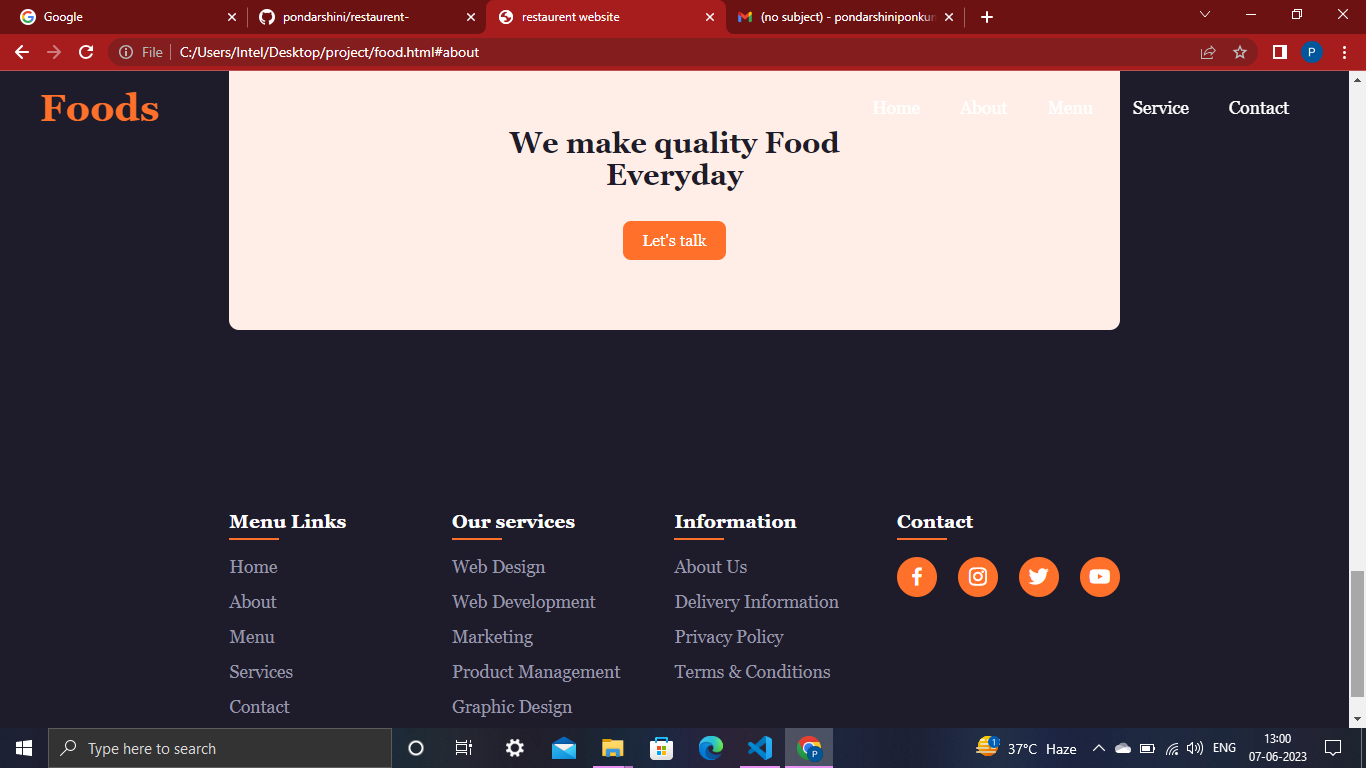 Google
pondarshini/restaurent-
restaurent website
(no subject) - pondarshiniponkun
File
C:/Users/Intel/Desktop/project/food.html#about
P
Foods
Home
About
Menu
Service
Contact
We make quality Food
Everyday
Let's talk
Menu Links
Home
About
Menu
Services
Contact
Our services
Web Design
Web Development
Marketing
Product Management
Graphic Design
Information
About Us
Delivery Information
Privacy Policy
Terms & Conditions
Contact
Type here to search
P
1
37°C Haze
ENG
13:00
07-06-2023